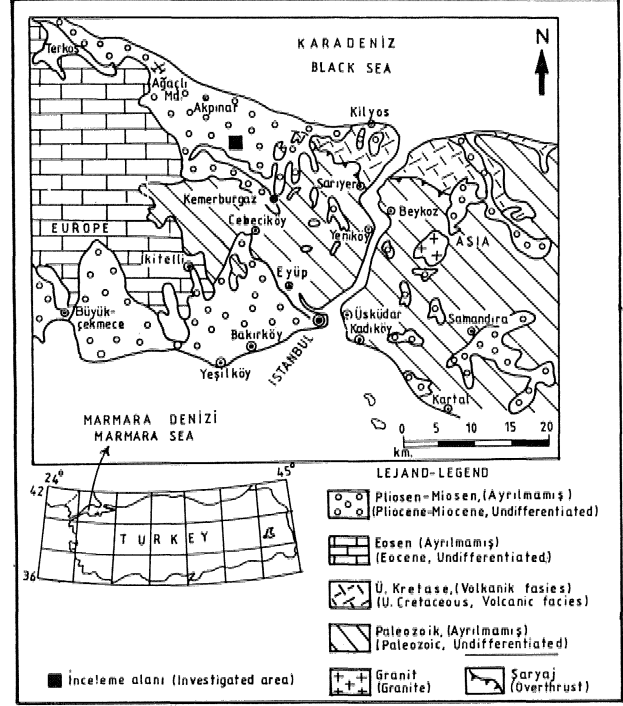 KARADENİZ
BLACK SEA
N
Terkos
Ağaçlı
Md.
Akpınar
Kilyos
Sarıyer
Kemerburgaz
Beykoz
Cebeciköy
Yeniköy
EUROPE
ASIA
İkitelli
Eyüp
Büyük-
çekmece
Üsküdar
Kadıköy
Samandıra
Bakırköy
İSTANBUL
Yeşilköy
Kartal
MARMARA DENİZİ
MARMARA SEA
0 5 10 15 20
km.
24° 45°
42
TURKEY
36
LEJAND-LEGEND
Pliosen=Miosen, (Ayrılmamış)
(Pliocene=Miocene, Undifferentiated)
Eosen (Ayrılmamış)
(Eocene, Undifferentiated)
Ü. Kretase, (Volkanik fasies)
(U. Cretaceous, Volcanic facies)
Paleozoik, (Ayrılmamış)
(Paleozoic, Undifferentiated)
Granit
(Granite)
Şaryaj
(Overthrust)
İnceleme alanı (Investigated area)